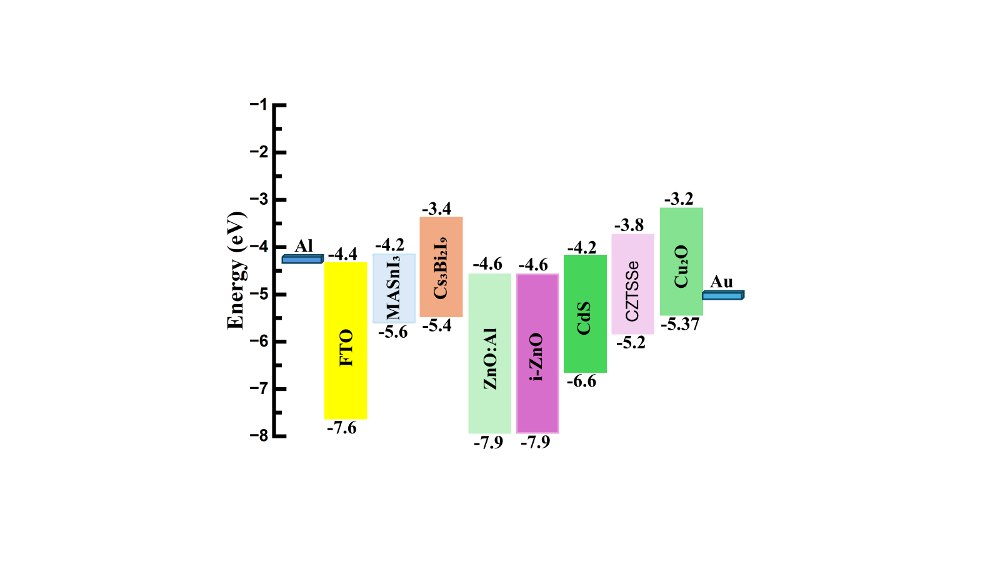 Energy (eV)
−1
−2
−3
−4
−5
−6
−7
−8
Al
-4.4
FTO
-7.6
-4.2
MASnI₃
-5.6
-3.4
Cs₃Bi₂I₉
-5.4
-4.6
ZnO:Al
-7.9
-4.6
i-ZnO
-7.9
-4.2
CdS
-6.6
-3.8
CZTSSe
-5.2
-3.2
Cu₂O
-5.37
Au